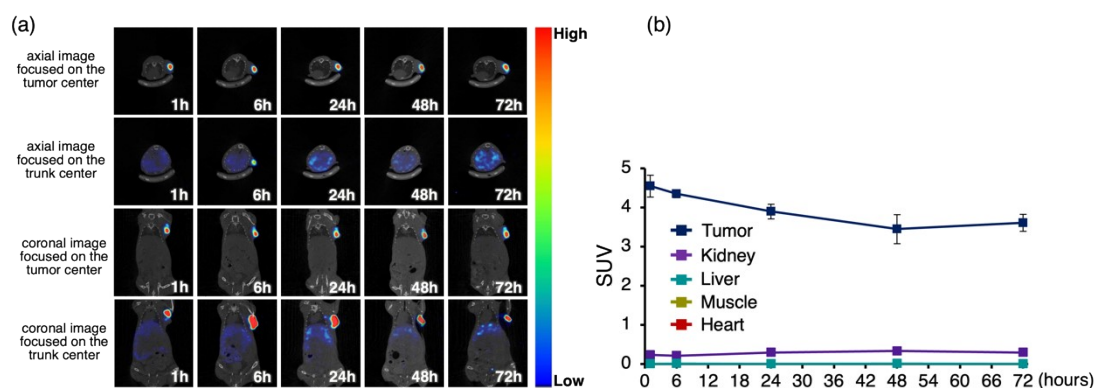 (a)
axial image
focused on the
tumor center
1h
6h
24h
48h
72h
axial image
focused on the
trunk center
1h
6h
24h
48h
72h
coronal image
focused on the
tumor center
1h
6h
24h
48h
72h
coronal image
focused on the
trunk center
1h
6h
24h
48h
72h
High
Low
(b)
SUV
5
4
3
2
1
0
Tumor
Kidney
Liver
Muscle
Heart
0 6 12 18 24 30 36 42 48 54 60 66 72 (hours)